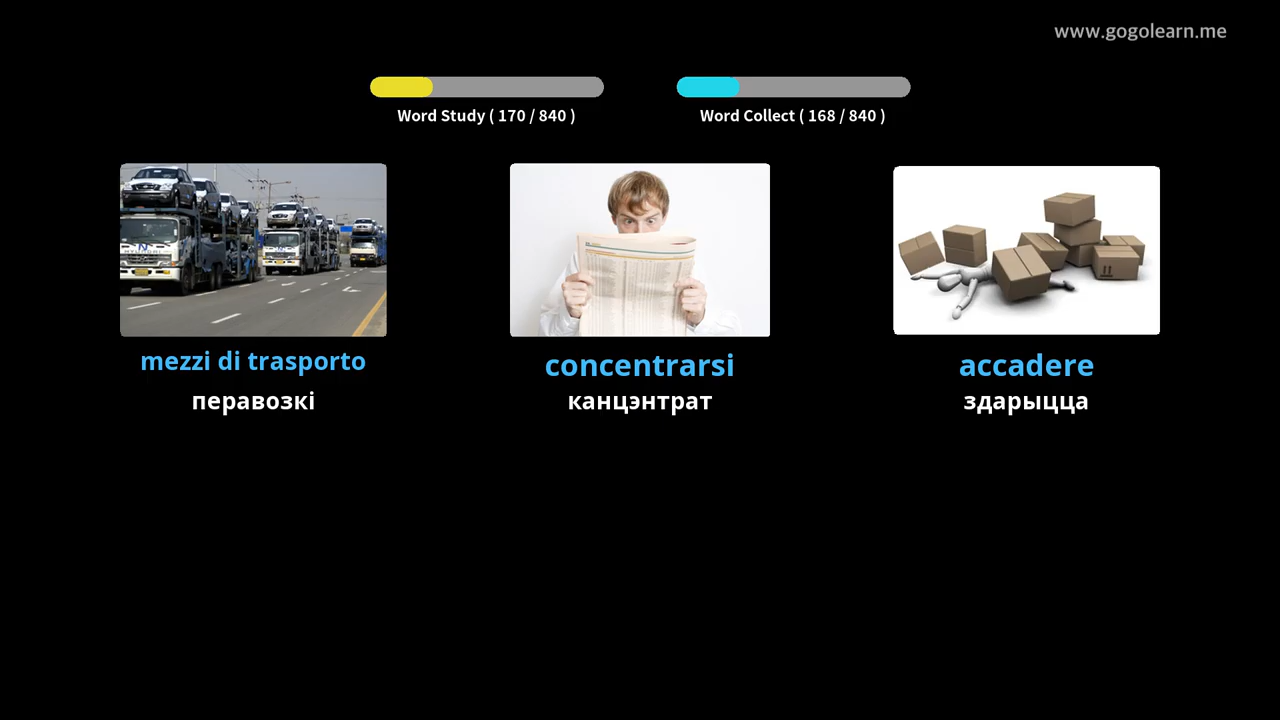 www.gogolearn.me
Word Study ( 170 / 840 )
Word Collect ( 168 / 840 )
mezzi di trasporto
concentrarsi
accadere
перавозкі
канцэнтрат
здарыцца